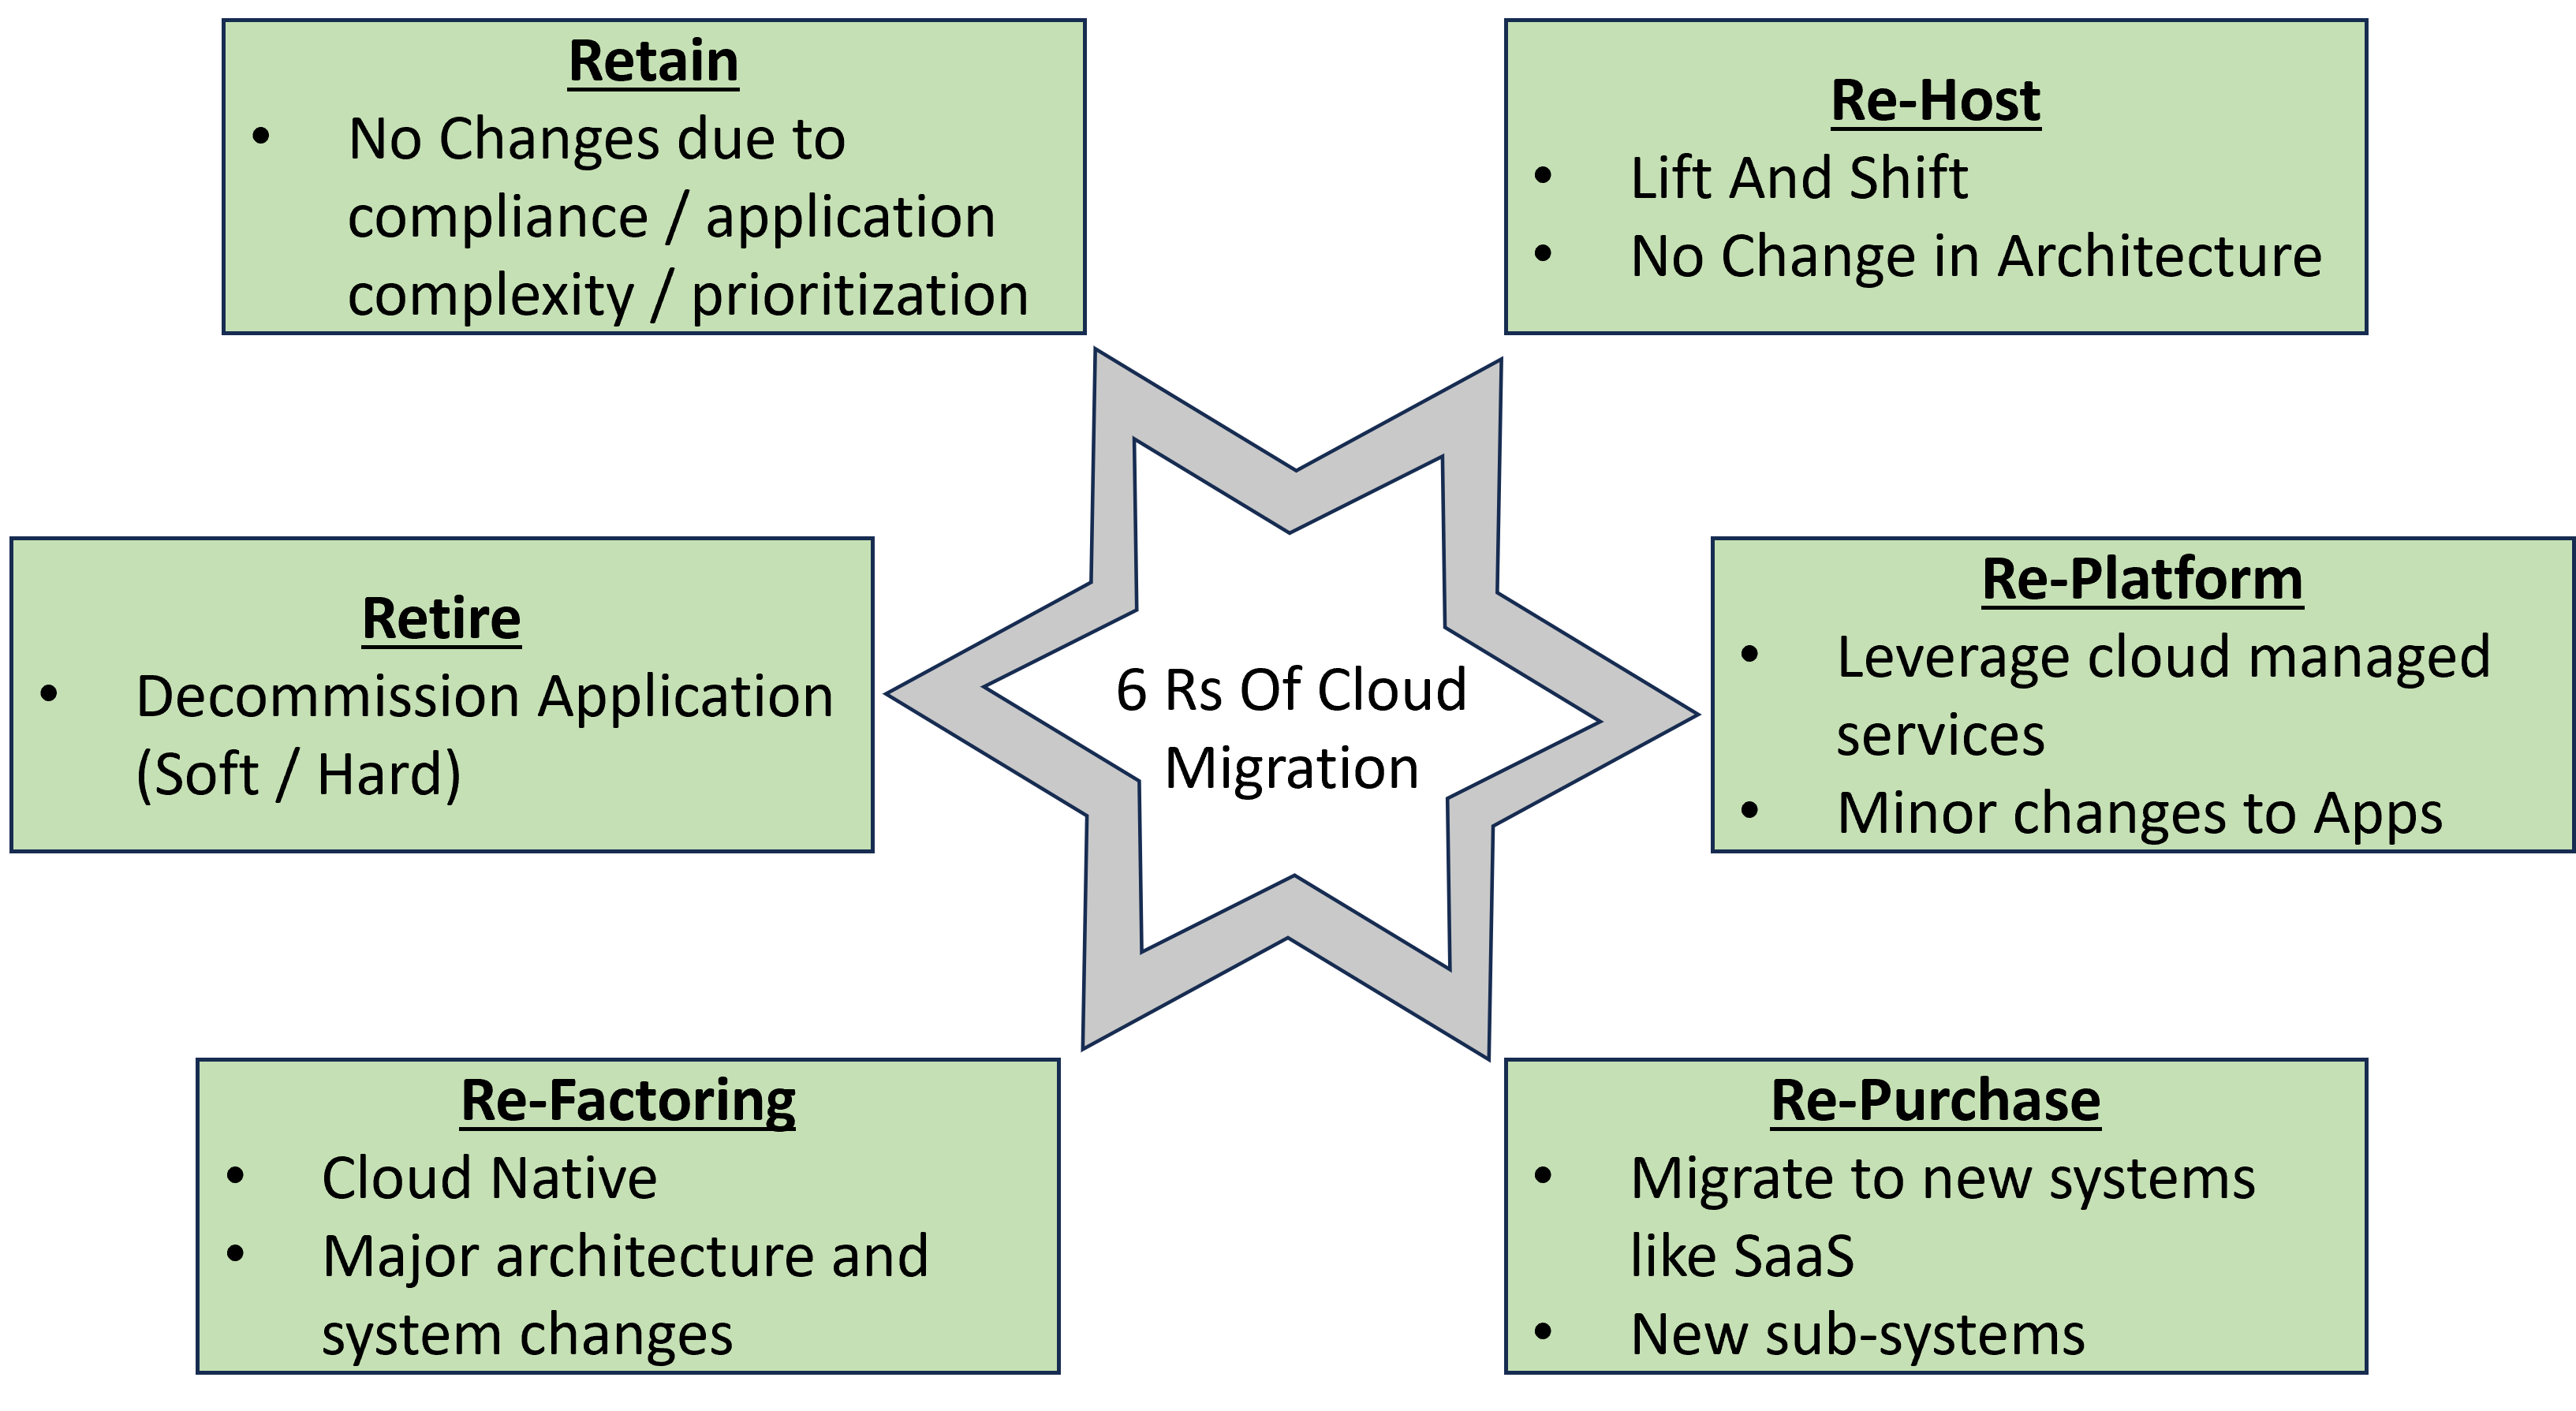 Retain
• No Changes due to
compliance / application
complexity / prioritization
Re-Host
• Lift And Shift
• No Change in Architecture
Retire
• Decommission Application
(Soft / Hard)
6 Rs Of Cloud
Migration
Re-Platform
• Leverage cloud managed
services
• Minor changes to Apps
Re-Factoring
• Cloud Native
• Major architecture and
system changes
Re-Purchase
• Migrate to new systems
like SaaS
• New sub-systems